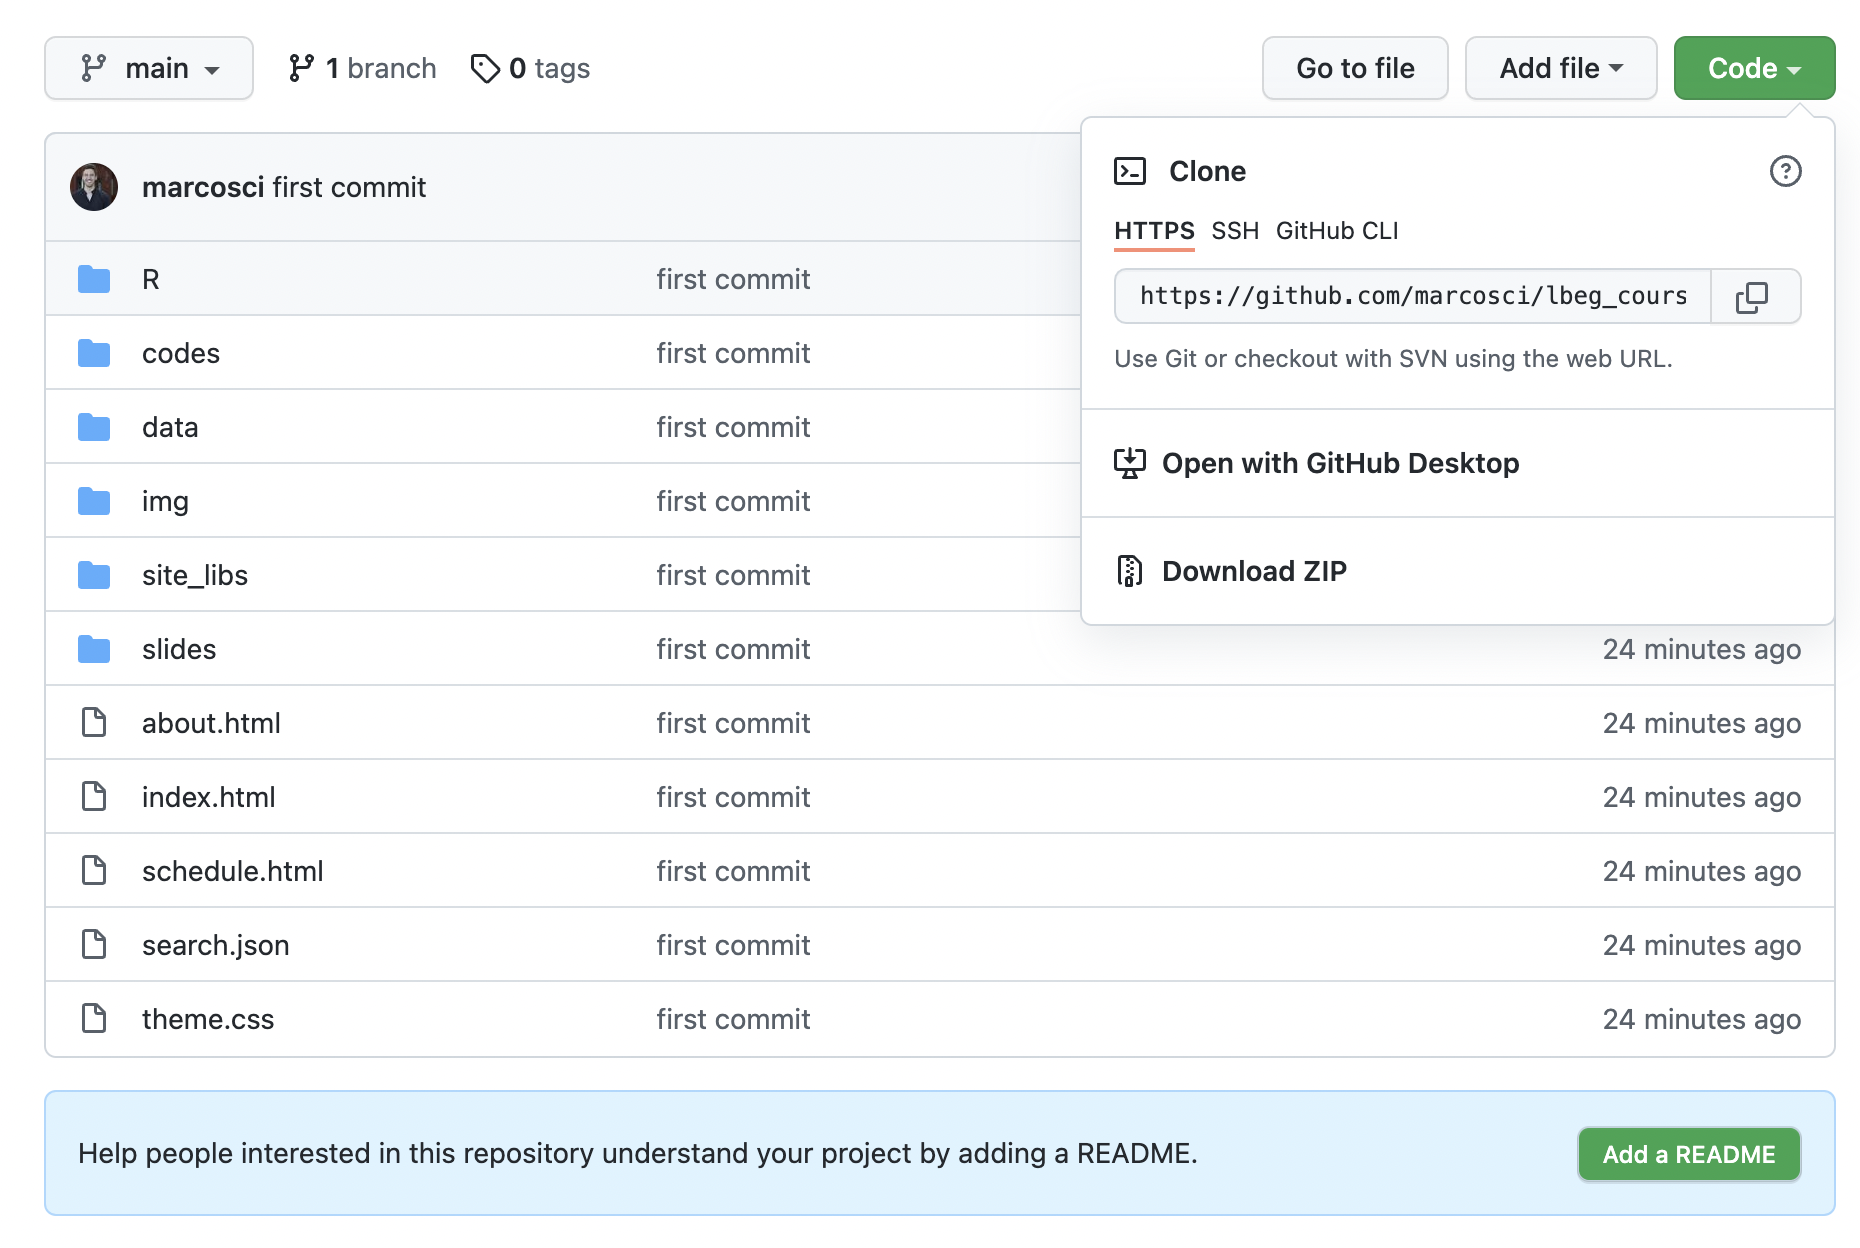 main 1 branch 0 tags Go to file Add file Code
marcosci first commit
Clone
HTTPS SSH GitHub CLI
https://github.com/marcosci/lbeg_cours
Use Git or checkout with SVN using the web URL.
Open with GitHub Desktop
Download ZIP
R first commit
codes first commit
data first commit
img first commit
site_libs first commit
slides first commit 24 minutes ago
about.html first commit 24 minutes ago
index.html first commit 24 minutes ago
schedule.html first commit 24 minutes ago
search.json first commit 24 minutes ago
theme.css first commit 24 minutes ago
Help people interested in this repository understand your project by adding a README. Add a README